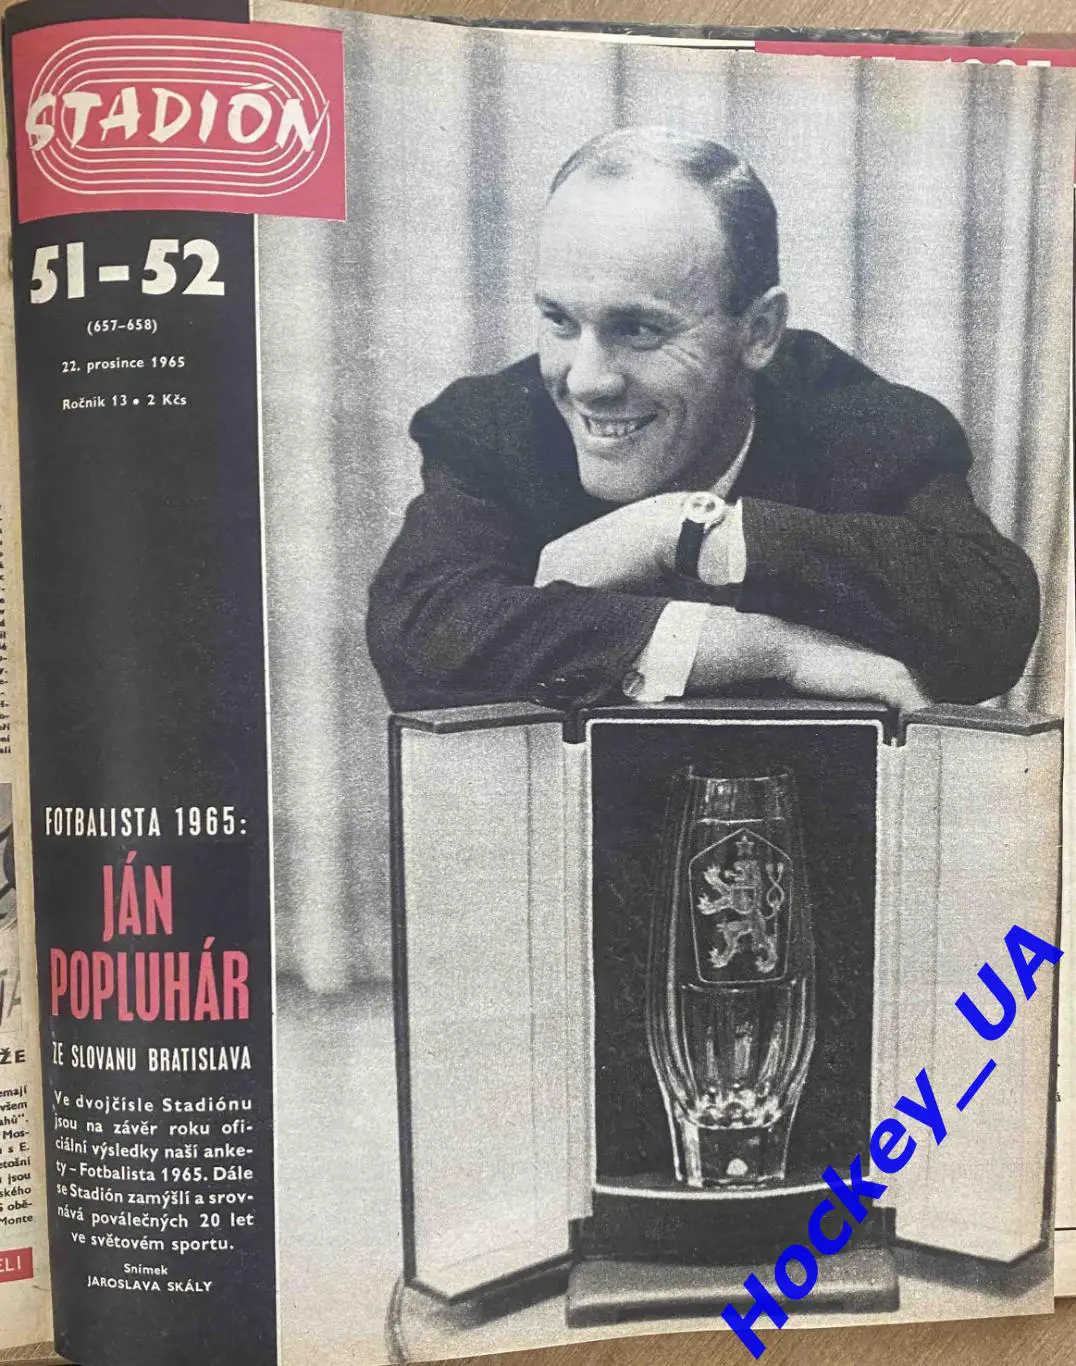 STADIÓN
51-52
(657-658)
22. prosince 1965
Ročník 13 • 2 Kčs
FOTBALISTA 1965:
JÁN
POPLUHÁR
ZE SLOVANU BRATISLAVA
Ve dvojčísle Stadiónu
jsou na závěr roku ofi-
ciální výsledky naší anke-
ty - Fotbalista 1965. Dále
se Stadión zamýšlí a srov-
nává poválečných 20 let
ve světovém sportu.
Snímek
JAROSLAVA SKÁLY
Hockey_UA